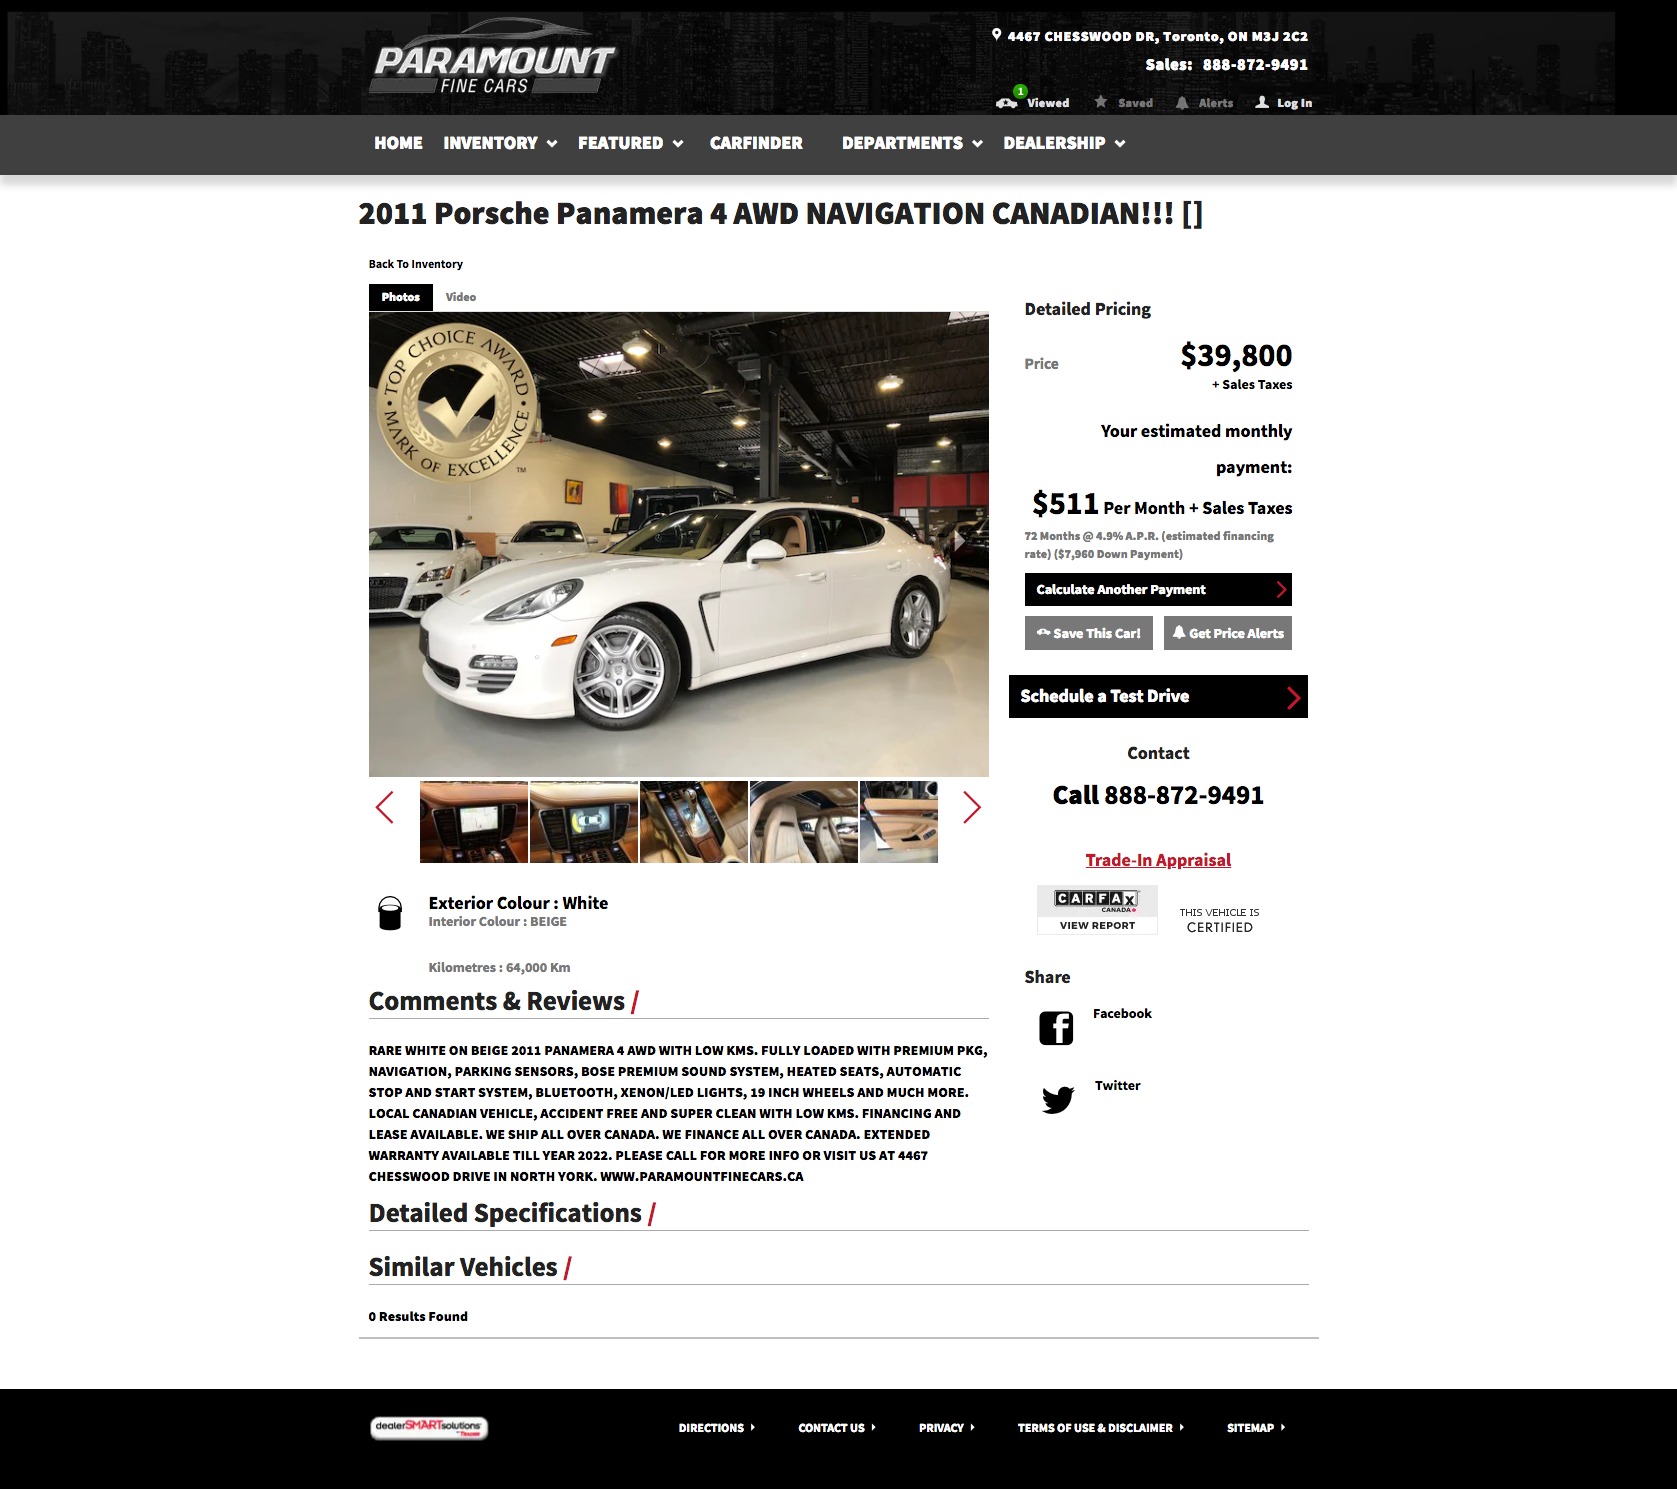 PARAMOUNT
FINE CARS
4467 CHESSWOOD DR, Toronto, ON M3J 2C2
Sales: 888-872-9491
1
Viewed Saved Alerts Log In
HOME INVENTORY FEATURED CARFINDER DEPARTMENTS DEALERSHIP
2011 Porsche Panamera 4 AWD NAVIGATION CANADIAN!!! []
Back To Inventory
Photos Video
TOP CHOICE AWARD
MARK OF EXCELLENCE
TM
Detailed Pricing
Price $39,800
+ Sales Taxes
Your estimated monthly
payment:
$511 Per Month + Sales Taxes
72 Months @ 4.9% A.P.R. (estimated financing
rate) ($7,960 Down Payment)
Calculate Another Payment
Save This Car! Get Price Alerts
Schedule a Test Drive
Contact
Call 888-872-9491
Trade-In Appraisal
CARFAX
CANADA
VIEW REPORT
THIS VEHICLE IS
CERTIFIED
Share
Facebook
Twitter
Exterior Colour : White
Interior Colour : BEIGE
Kilometres : 64,000 Km
Comments & Reviews /
RARE WHITE ON BEIGE 2011 PANAMERA 4 AWD WITH LOW KMS. FULLY LOADED WITH PREMIUM PKG,
NAVIGATION, PARKING SENSORS, BOSE PREMIUM SOUND SYSTEM, HEATED SEATS, AUTOMATIC
STOP AND START SYSTEM, BLUETOOTH, XENON/LED LIGHTS, 19 INCH WHEELS AND MUCH MORE.
LOCAL CANADIAN VEHICLE, ACCIDENT FREE AND SUPER CLEAN WITH LOW KMS. FINANCING AND
LEASE AVAILABLE. WE SHIP ALL OVER CANADA. WE FINANCE ALL OVER CANADA. EXTENDED
WARRANTY AVAILABLE TILL YEAR 2022. PLEASE CALL FOR MORE INFO OR VISIT US AT 4467
CHESSWOOD DRIVE IN NORTH YORK. WWW.PARAMOUNTFINECARS.CA
Detailed Specifications /
Similar Vehicles /
0 Results Found
dealerSMARTsolutions
DIRECTIONS CONTACT US PRIVACY TERMS OF USE & DISCLAIMER SITEMAP